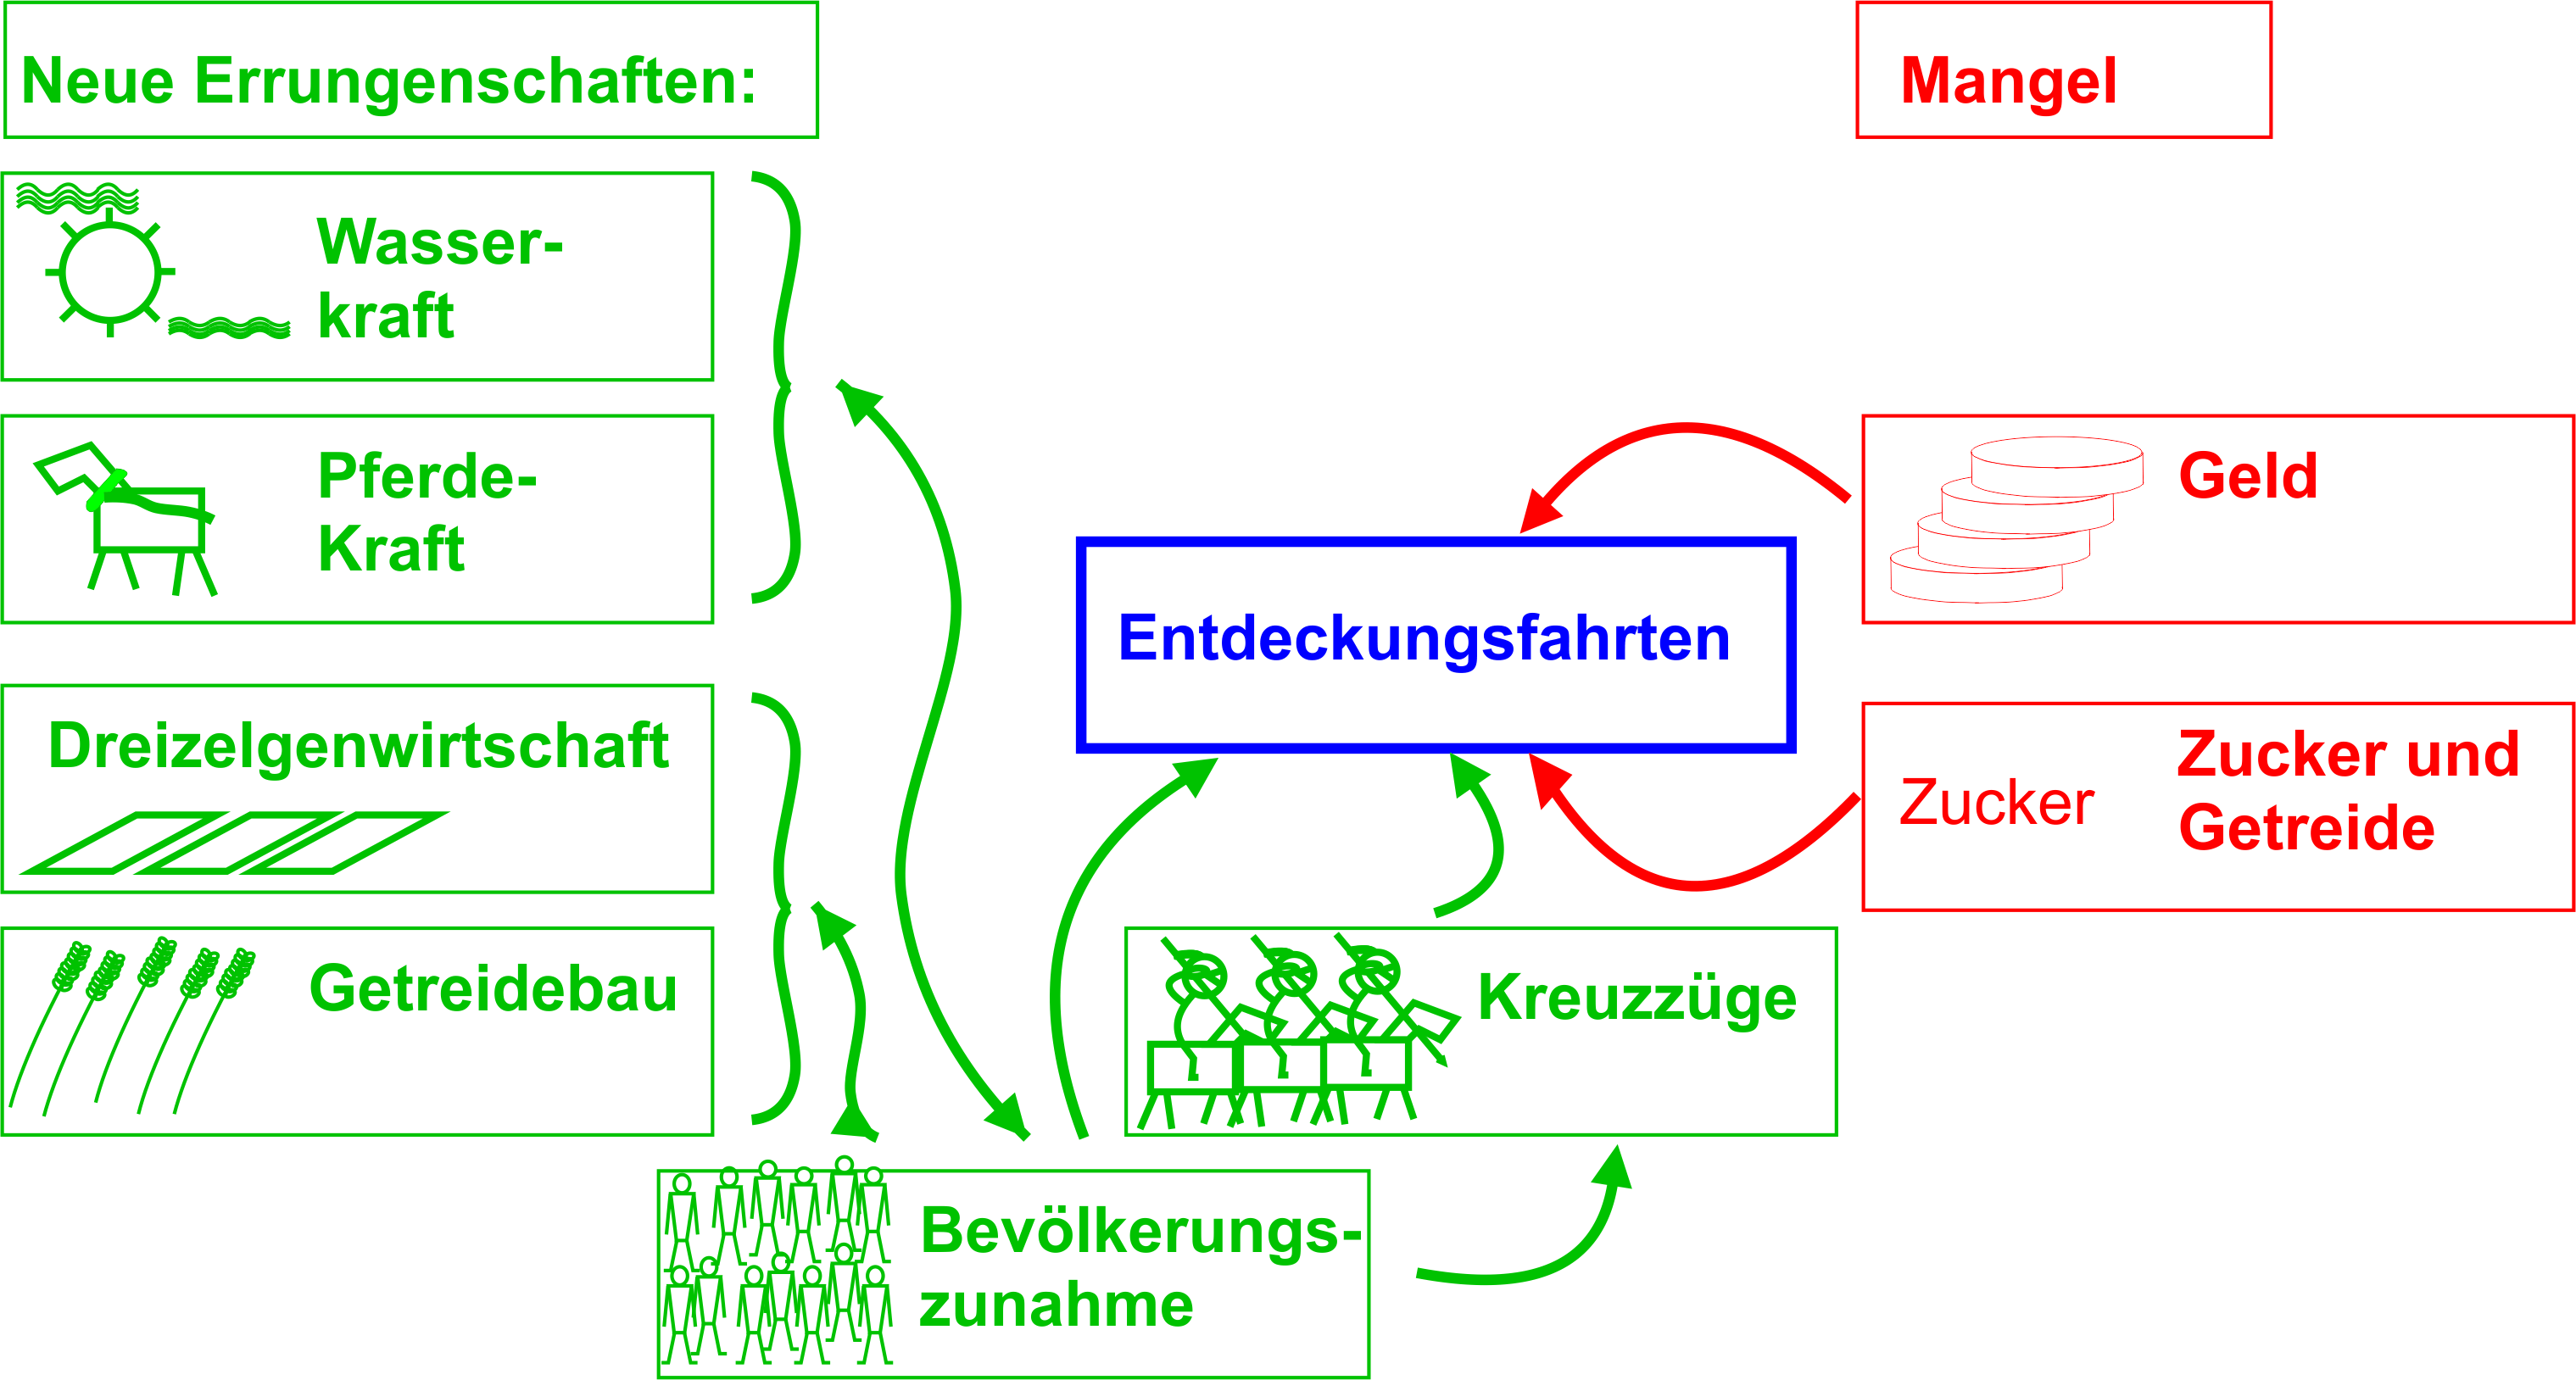 Neue Errungenschaften:
Mangel
Wasser-
kraft
Pferde-
Kraft
Geld
Entdeckungsfahrten
Dreizelgenwirtschaft
Zucker
Zucker und
Getreide
Getreidebau
Kreuzzüge
Bevölkerungs-
zunahme